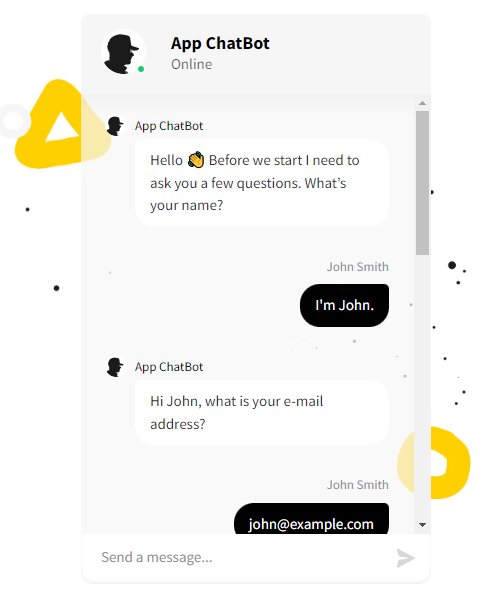 App ChatBot
Online
App ChatBot
Hello 👋 Before we start I need to
ask you a few questions. What’s
your name?
John Smith
I'm John.
App ChatBot
Hi John, what is your e-mail
address?
John Smith
john@example.com
Send a message...